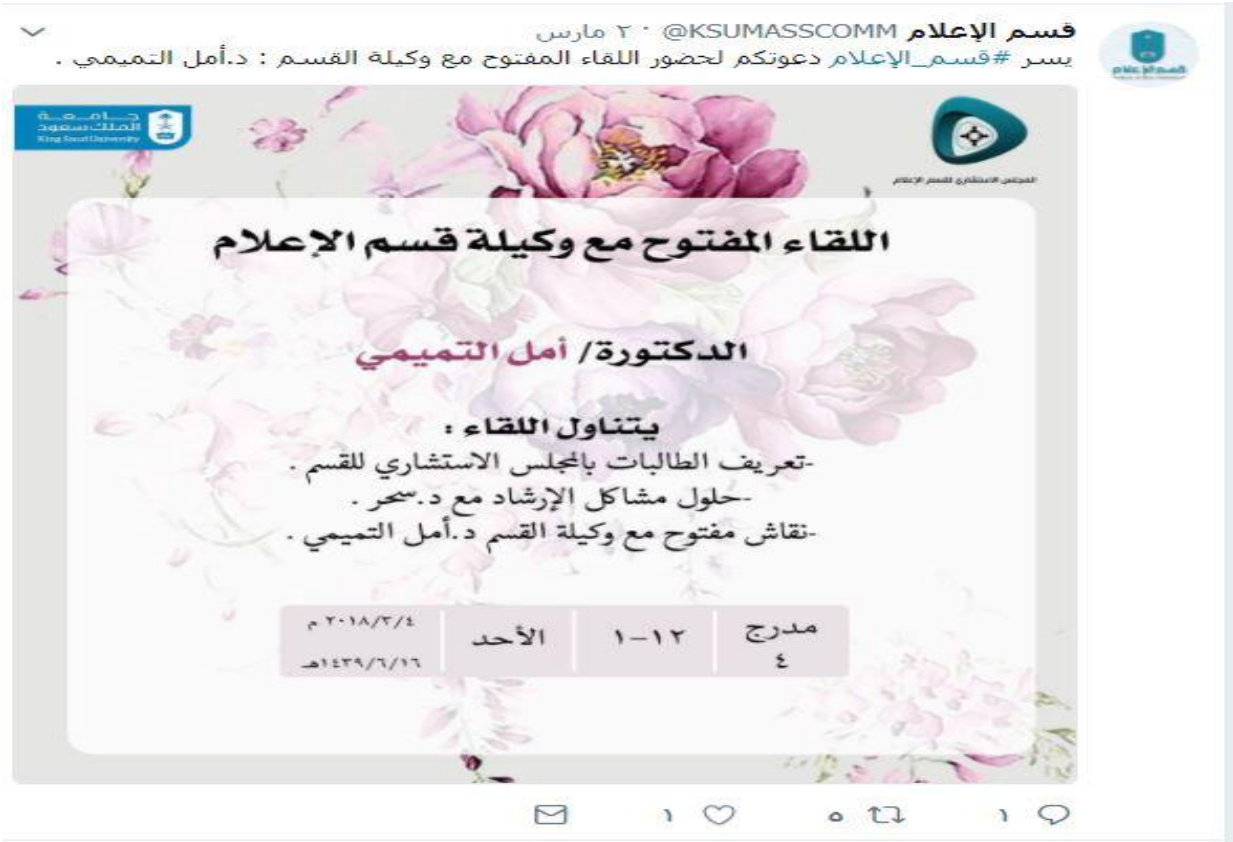 قسم الإعلام @KSUMASSCOMM · ٢ مارس
يسر #قسم_الإعلام دعوتكم لحضور اللقاء المفتوح مع وكيلة القسم : د.أمل التميمي .
قسم الإعلام
جامعة
الملك سعود
King Saud University
المجلس الاستشاري لقسم الإعلام
اللقاء المفتوح مع وكيلة قسم الإعلام
الدكتورة/ أمل التميمي
يتناول اللقاء :
-تعريف الطالبات بالمجلس الاستشاري للقسم .
-حلول مشاكل الإرشاد مع د.سحر .
-نقاش مفتوح مع وكيلة القسم د.أمل التميمي .
مدرج ٤
١٢-١
الأحد
٢٠١٨/٣/٤ م
١٤٣٩/٦/١٦هـ
١ ٥ ١